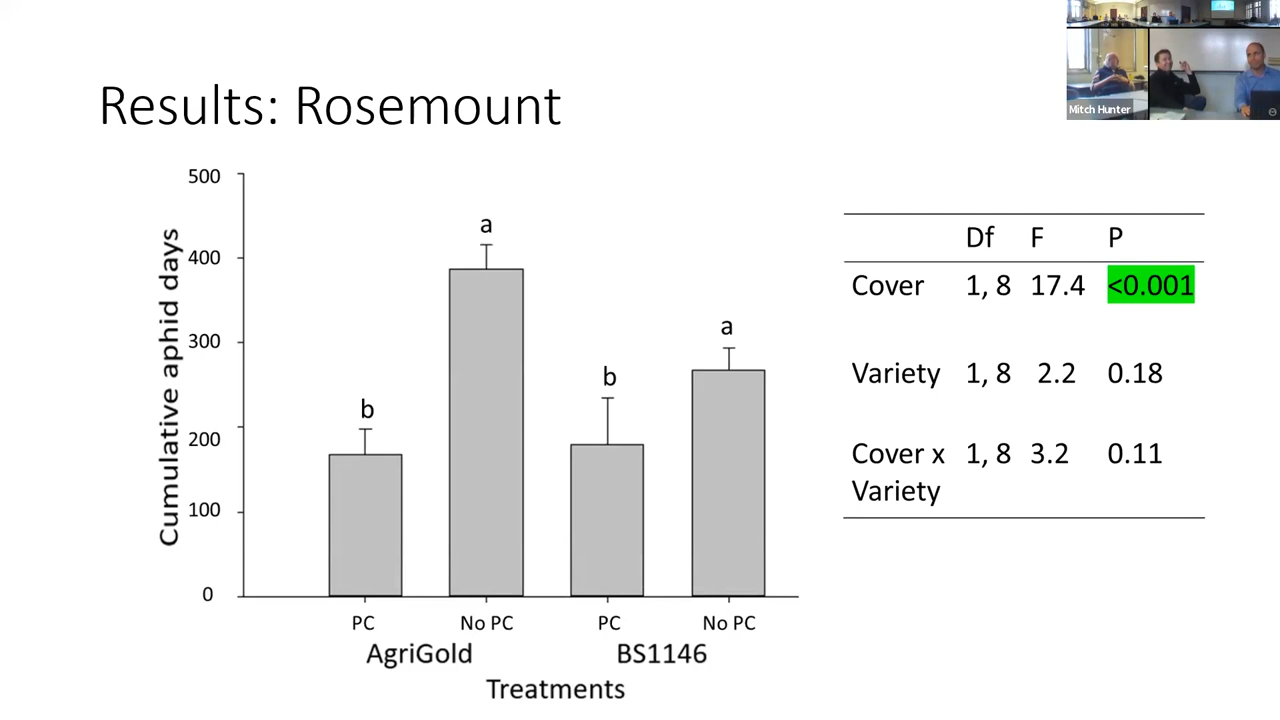 Mitch Hunter
Results: Rosemount
Cumulative aphid days
500
400
300
200
100
0
a
a
b
b
PC
No PC
PC
No PC
AgriGold
BS1146
Treatments
Df F P
Cover 1, 8 17.4 <0.001
Variety 1, 8 2.2 0.18
Cover x 1, 8 3.2 0.11
Variety